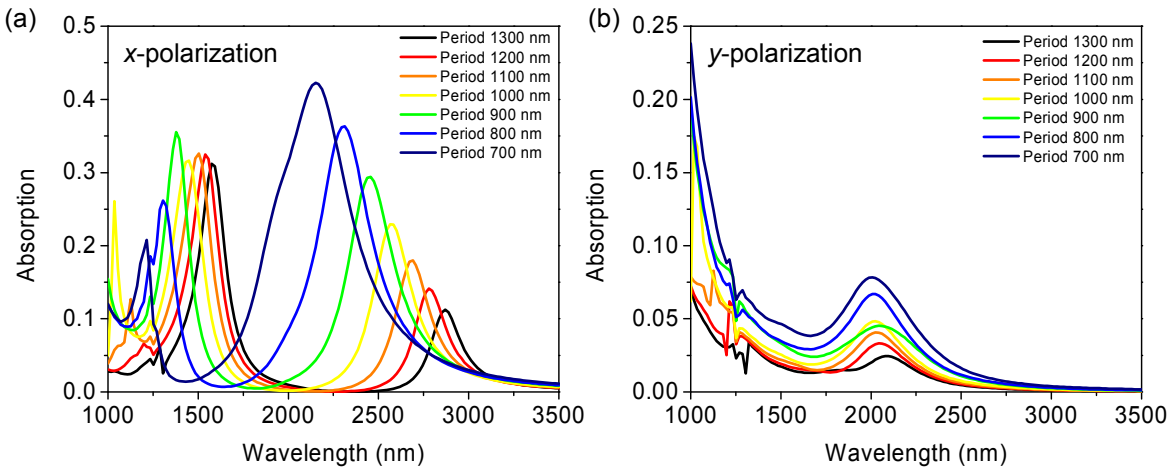 (a)
0.5
0.4
0.3
0.2
0.1
0.0
Absorption
x-polarization
Period 1300 nm
Period 1200 nm
Period 1100 nm
Period 1000 nm
Period 900 nm
Period 800 nm
Period 700 nm
1000 1500 2000 2500 3000 3500
Wavelength (nm)
(b)
0.25
0.20
0.15
0.10
0.05
0.00
Absorption
y-polarization
Period 1300 nm
Period 1200 nm
Period 1100 nm
Period 1000 nm
Period 900 nm
Period 800 nm
Period 700 nm
1000 1500 2000 2500 3000 3500
Wavelength (nm)